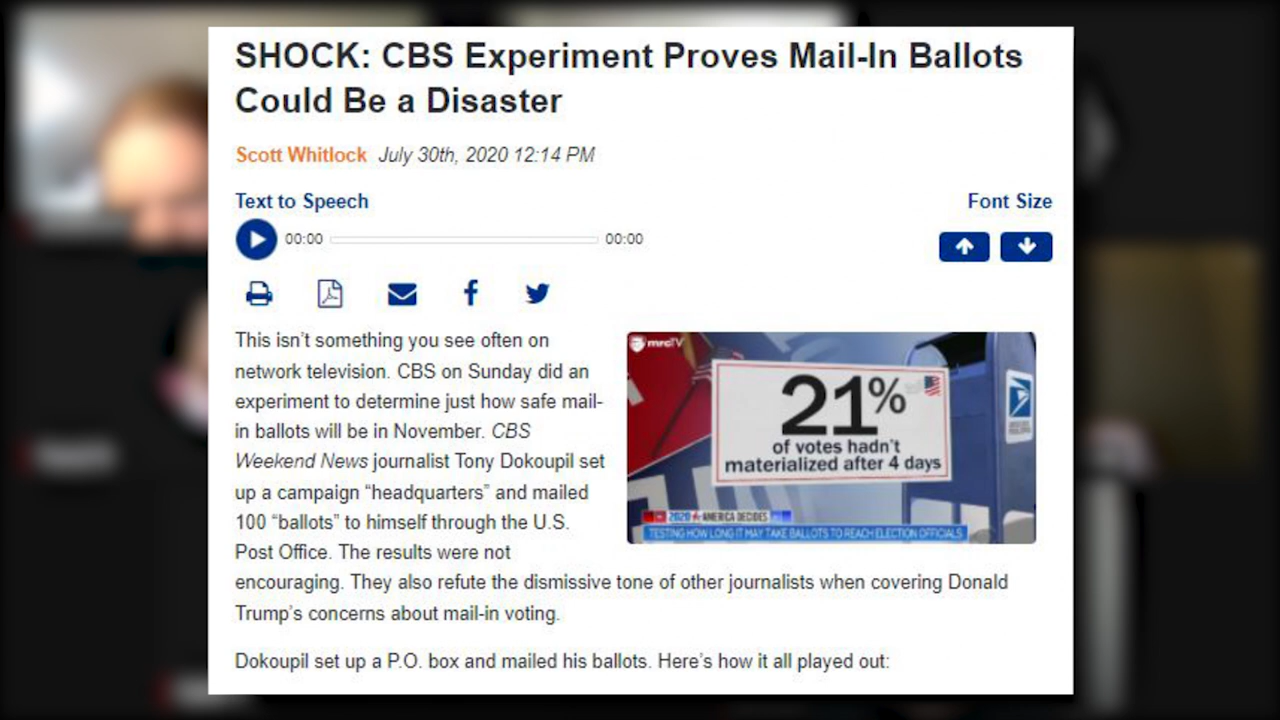 SHOCK: CBS Experiment Proves Mail-In Ballots
Could Be a Disaster
Scott Whitlock July 30th, 2020 12:14 PM
Text to Speech
Font Size
00:00
00:00
This isn't something you see often on
network television. CBS on Sunday did an
experiment to determine just how safe mail-
in ballots will be in November. CBS
Weekend News journalist Tony Dokoupil set
up a campaign “headquarters” and mailed
100 “ballots” to himself through the U.S.
Post Office. The results were not
encouraging. They also refute the dismissive tone of other journalists when covering Donald
Trump's concerns about mail-in voting.
Dokoupil set up a P.O. box and mailed his ballots. Here's how it all played out:
mrcTV
21%
of votes hadn't
materialized after 4 days
2020 AMERICA DECIDES
TESTING HOW LONG IT MAY TAKE BALLOTS TO REACH ELECTION OFFICIALS